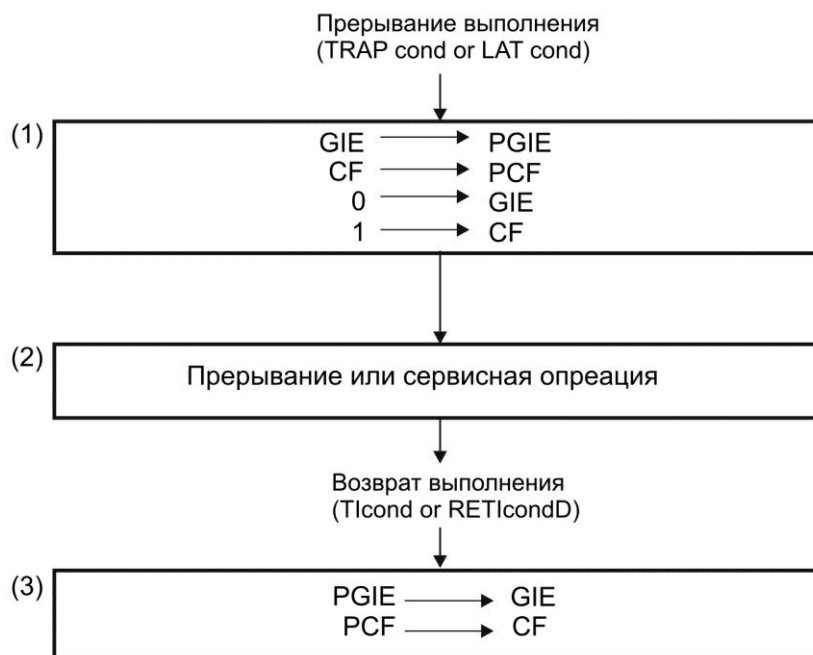 Прерывание выполнения
(TRAP cond or LAT cond)
(1)
GIE PGIE
CF PCF
0 GIE
1 CF
(2)
Прерывание или сервисная опреация
Возврат выполнения
(TIcond or RETIcondD)
(3)
PGIE GIE
PCF CF